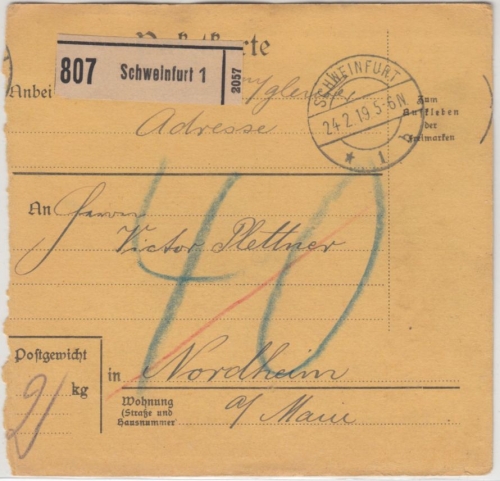 807 Schweinfurt 1 2057
SCHWEINFURT
24.2.19.5-6N.
* 1
Zum
Aufkleben
der
Freimarken
Anbei
Adresse
40
An Herrn
Victor Plettner
Postgewicht
2 kg
in Nordheim
Wohnung
(Straße und
Hausnummer)
a/ Main